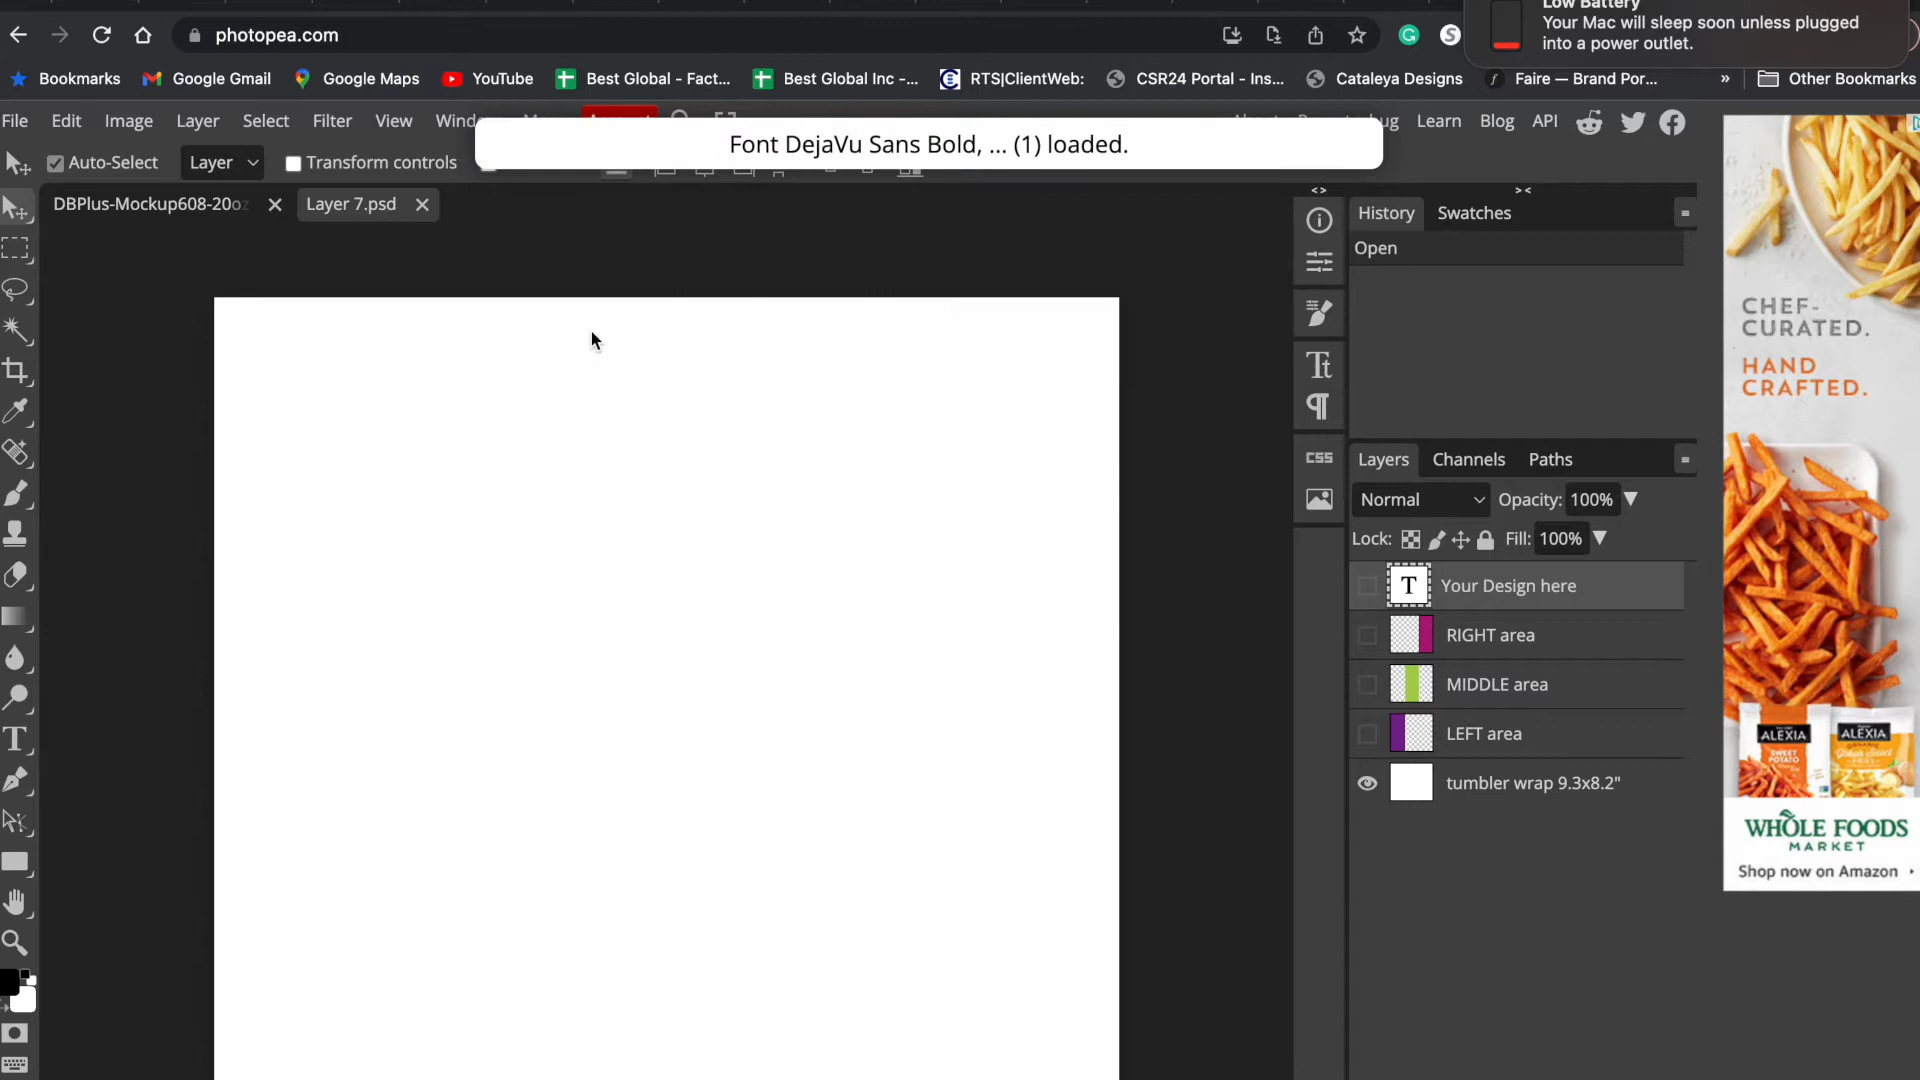 Low Battery
Your Mac will sleep soon unless plugged
into a power outlet.
photopea.com
Bookmarks
Google Gmail
Google Maps
YouTube
Best Global - Fact...
Best Global Inc -...
RTS|ClientWeb:
CSR24 Portal - Ins...
Cataleya Designs
Faire — Brand Por...
»
Other Bookmarks
File Edit Image Layer Select Filter View
Learn Blog API
Font DejaVu Sans Bold, ... (1) loaded.
Auto-Select
Layer
Transform controls
DBPlus-Mockup608-20oz
Layer 7.psd
History
Swatches
Open
CSS
Layers
Channels
Paths
Normal
Opacity: 100%
Lock:
Fill: 100%
T Your Design here
RIGHT area
MIDDLE area
LEFT area
tumbler wrap 9.3x8.2"
CHEF-
CURATED.
HAND
CRAFTED.
ALEXIA
ALEXIA
SWEET
POTATO
WHOLE FOODS
MARKET
Shop now on Amazon